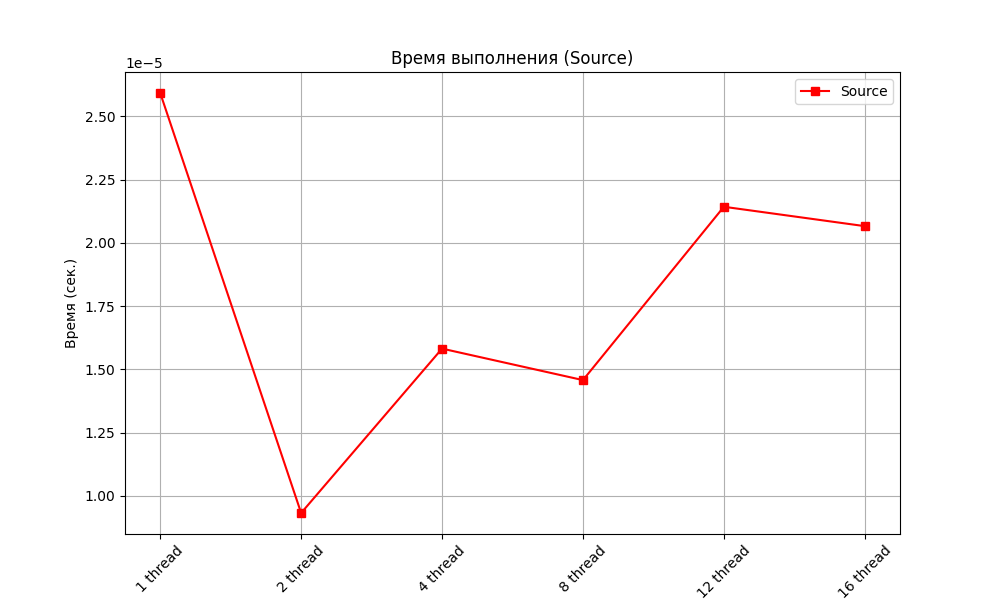 Время выполнения (Source)
1e−5
Source
2.50
2.25
2.00
1.75
1.50
1.25
1.00
Время (сек.)
1 thread
2 thread
4 thread
8 thread
12 thread
16 thread